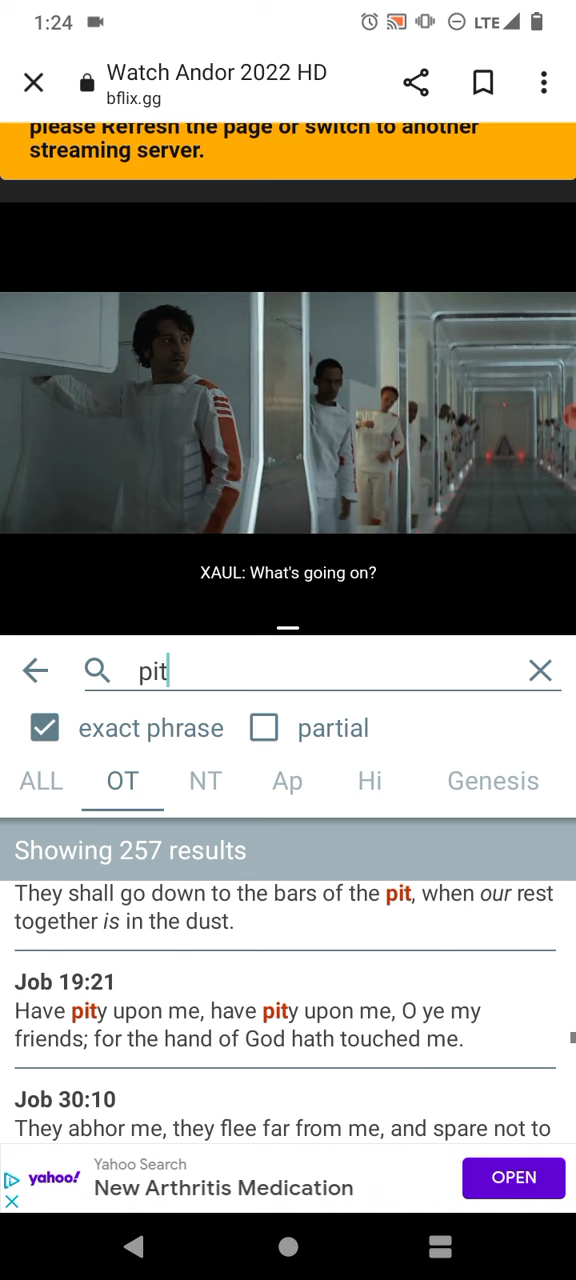 1:24
LTE
Watch Andor 2022 HD
bflix.gg
please Refresh the page or switch to another
streaming server.
XAUL: What's going on?
pit
exact phrase partial
ALL OT NT Ap Hi Genesis
Showing 257 results
They shall go down to the bars of the pit, when our rest
together is in the dust.
Job 19:21
Have pity upon me, have pity upon me, O ye my
friends; for the hand of God hath touched me.
Job 30:10
They abhor me, they flee far from me, and spare not to
yahoo!
Yahoo Search
New Arthritis Medication
OPEN